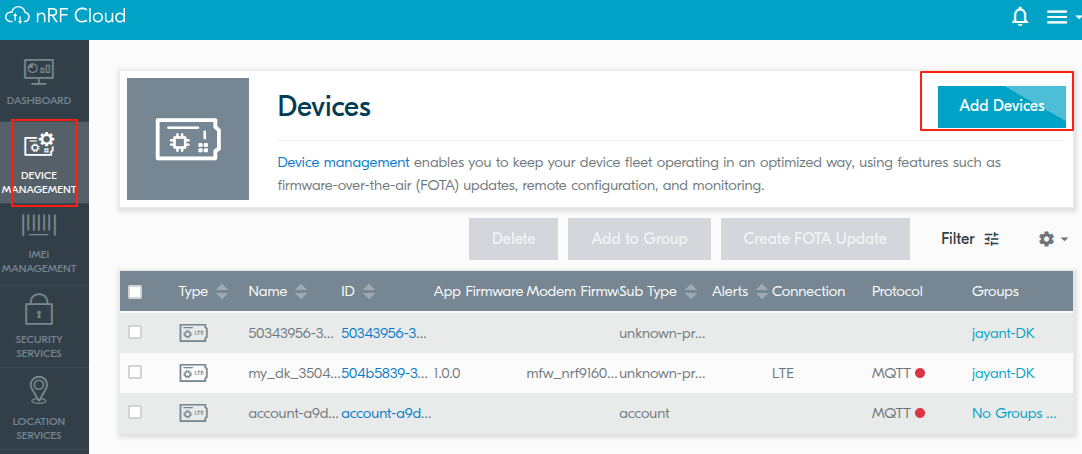 nRF Cloud
DASHBOARD
DEVICE
MANAGEMENT
IMEI
MANAGEMENT
SECURITY
SERVICES
LOCATION
SERVICES
Devices
Add Devices
Device management enables you to keep your device fleet operating in an optimized way, using features such as
firmware-over-the-air (FOTA) updates, remote configuration, and monitoring.
Delete Add to Group Create FOTA Update Filter
Type Name ID App Firmware Modem Firmw Sub Type Alerts Connection Protocol Groups
LTE 50343956-3... 50343956-3... unknown-pr... jayant-DK
LTE my_dk_3504... 504b5839-3... 1.0.0 mfw_nrf9160... unknown-pr... LTE MQTT jayant-DK
LTE account-a9d... account-a9d... account MQTT No Groups ...